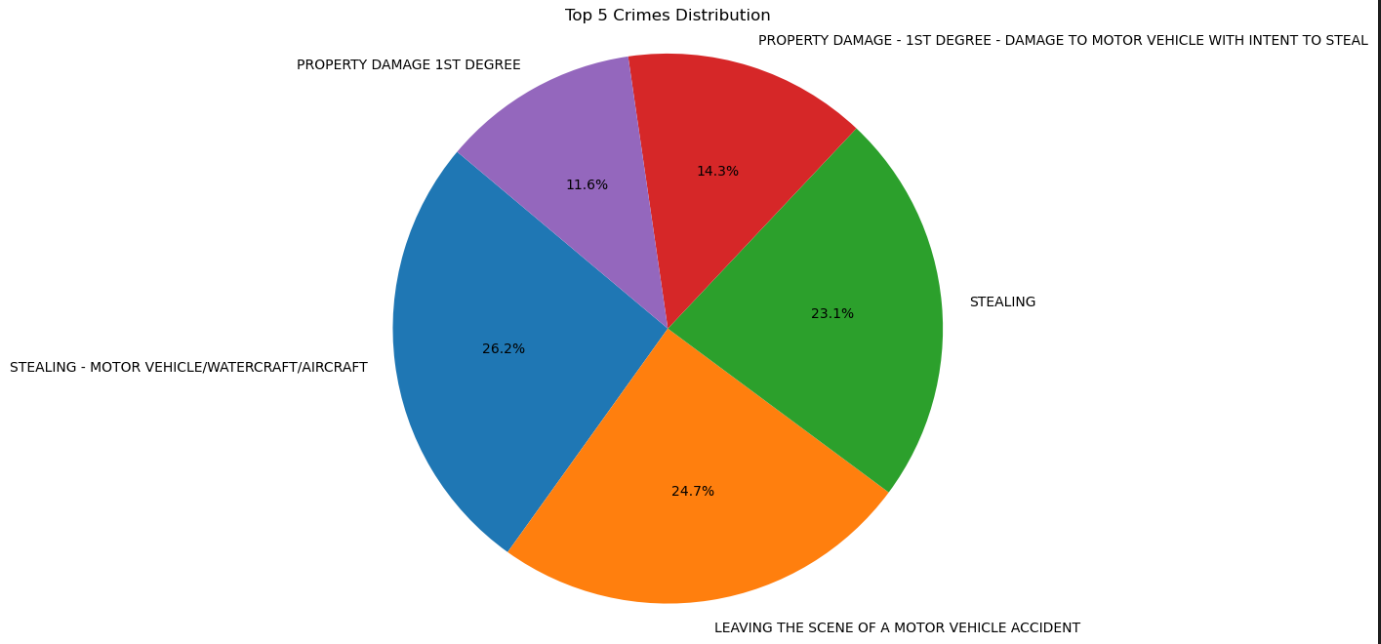 Top 5 Crimes Distribution
PROPERTY DAMAGE - 1ST DEGREE - DAMAGE TO MOTOR VEHICLE WITH INTENT TO STEAL
PROPERTY DAMAGE 1ST DEGREE
14.3%
11.6%
STEALING
23.1%
26.2%
STEALING - MOTOR VEHICLE/WATERCRAFT/AIRCRAFT
24.7%
LEAVING THE SCENE OF A MOTOR VEHICLE ACCIDENT